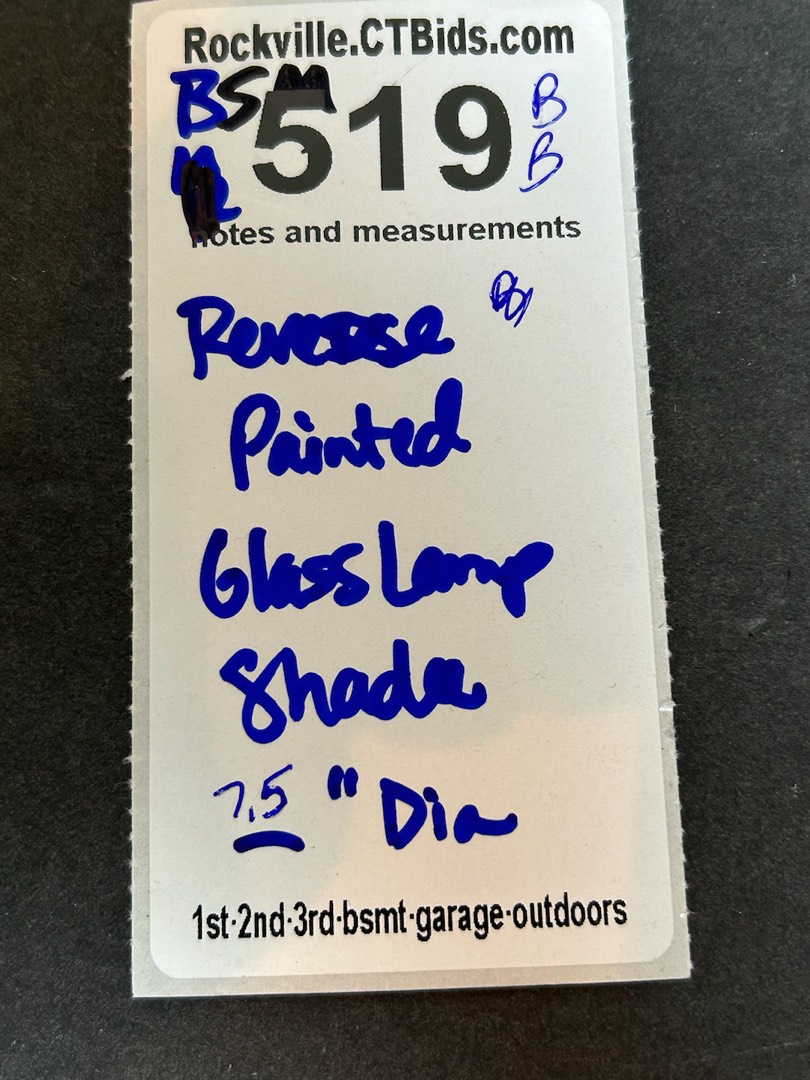 Rockville.CTBids.com
BSM 519 B
B
notes and measurements
Reverse
Painted
Glass Lamp
Shade
7.5 " Dia
1st·2nd·3rd·bsmt·garage·outdoors